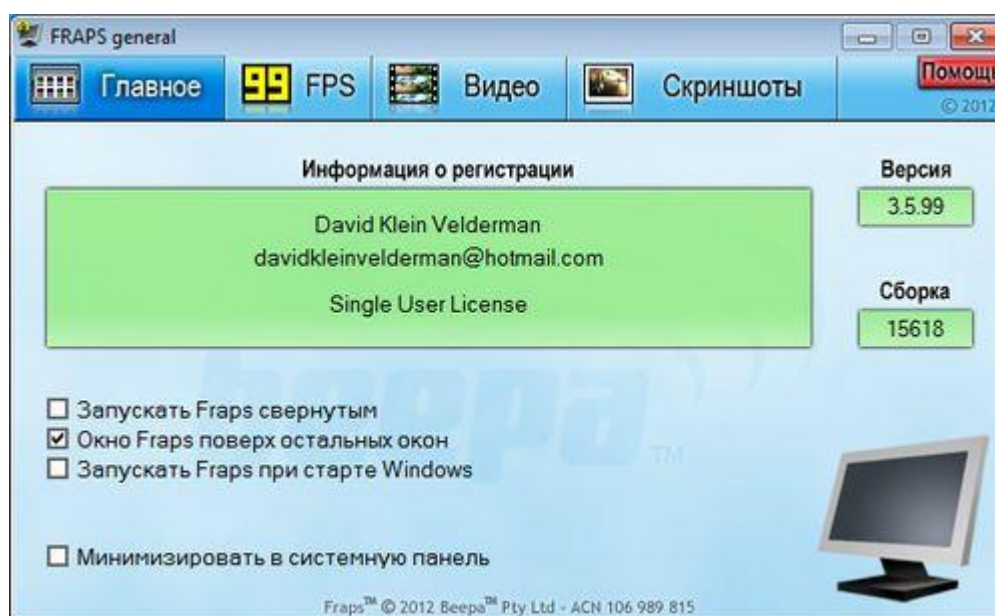 FRAPS general
Главное
99 FPS
Видео
Скриншоты
Помощь
© 2012
Информация о регистрации
David Klein Velderman
davidkleinvelderman@hotmail.com
Single User License
Версия
3.5.99
Сборка
15618
beepa™
Запускать Fraps свернутым
Окно Fraps поверх остальных окон
Запускать Fraps при старте Windows
Минимизировать в системную панель
Fraps™ © 2012 Beepa™ Pty Ltd - ACN 106 989 815